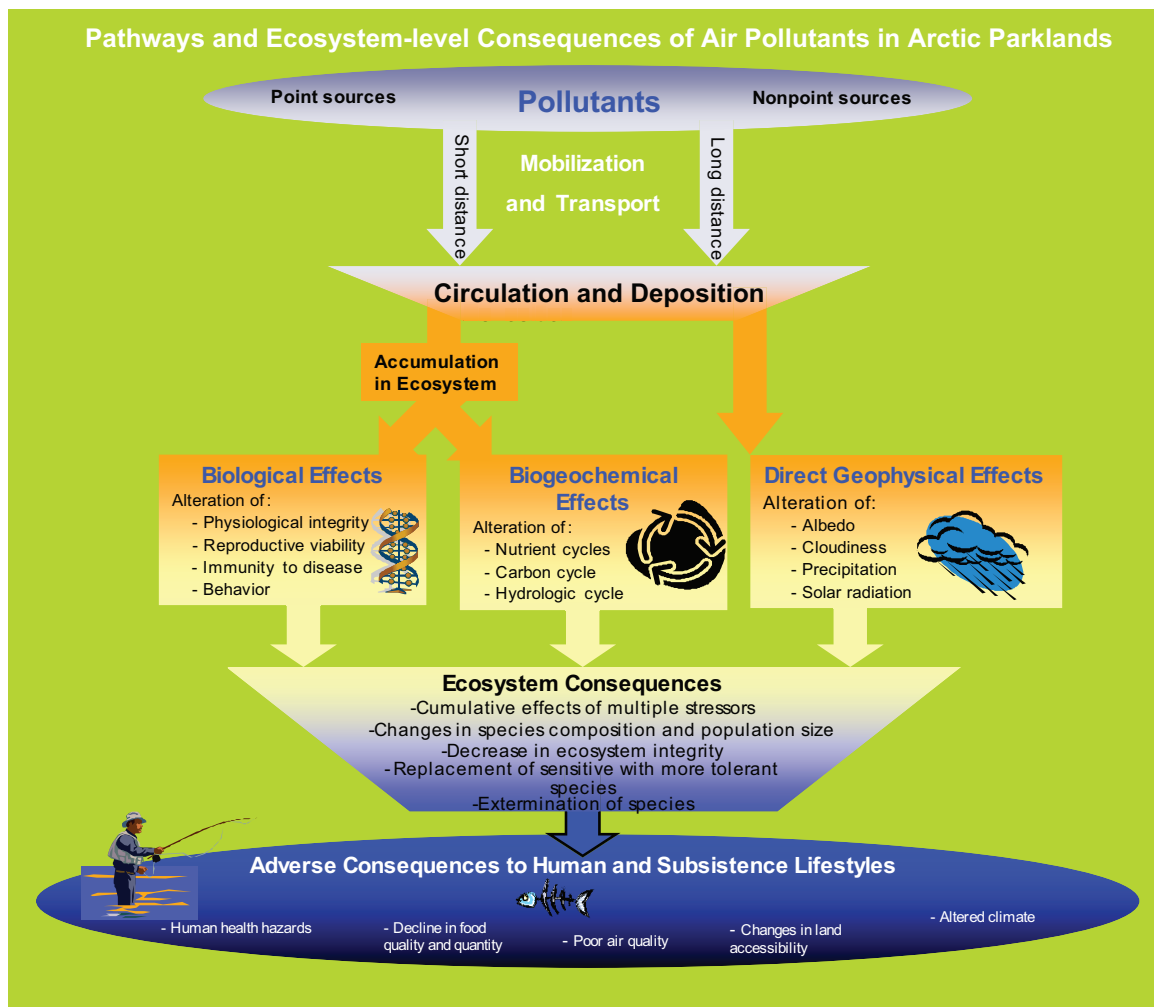 Pathways and Ecosystem-level Consequences of Air Pollutants in Arctic Parklands
Point sources
Pollutants
Nonpoint sources
Short distance
Mobilization
and Transport
Long distance
Circulation and Deposition
Accumulation
in Ecosystem
Biological Effects
Alteration of:
- Physiological integrity
- Reproductive viability
- Immunity to disease
- Behavior
Biogeochemical
Effects
Alteration of:
- Nutrient cycles
- Carbon cycle
- Hydrologic cycle
Direct Geophysical Effects
Alteration of:
- Albedo
- Cloudiness
- Precipitation
- Solar radiation
Ecosystem Consequences
-Cumulative effects of multiple stressors
-Changes in species composition and population size
-Decrease in ecosystem integrity
- Replacement of sensitive with more tolerant
species
-Extermination of species
Adverse Consequences to Human and Subsistence Lifestyles
- Human health hazards
- Decline in food
quality and quantity
- Poor air quality
- Changes in land
accessibility
- Altered climate